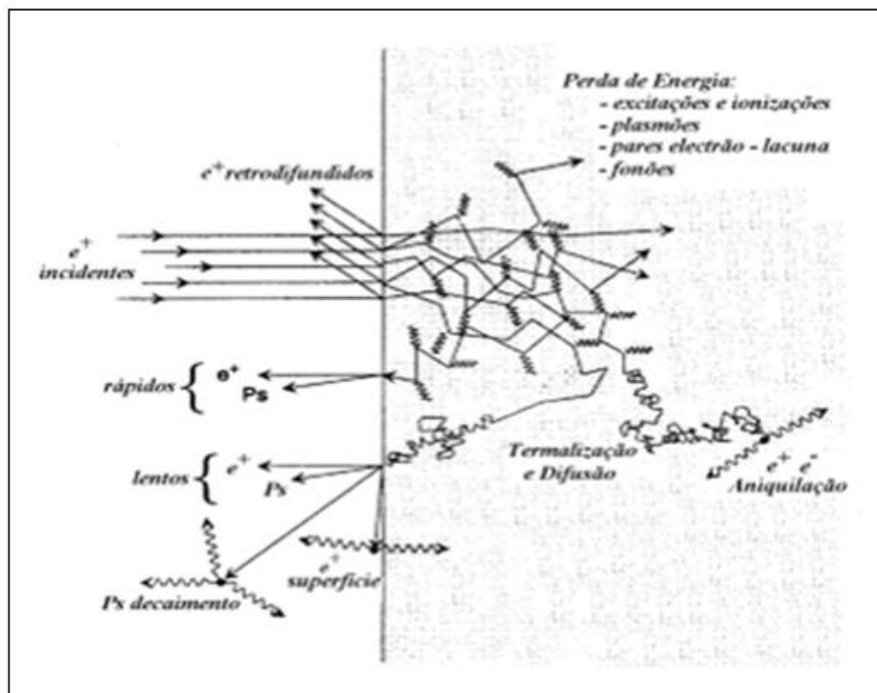 Perda de Energia:
- excitações e ionizações
- plasmões
- pares electrão - lacuna
- fonões
e⁺ retrodifundidos
e⁺
incidentes
rápidos { e⁺
Ps
lentos { e⁺
Ps
Termalização
e Difusão
e⁺ e⁻
Aniquilação
e⁺
superfície
Ps decaimento